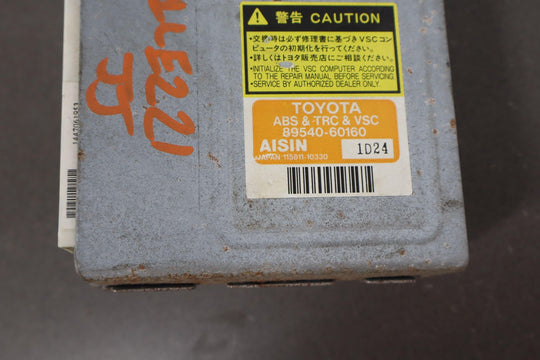 警告 CAUTION
・交換時は必ず修理書に基づきVSCコン
ピュータの初期化を行ってください。
・詳しくはトヨタ販売店にご相談ください。
・INITIALIZE THE VSC COMPUTER ACCORDING
TO THE REPAIR MANUAL BEFORE SERVICING
・SERVICE BY AUTHORIZED DEALER ONLY.
TOYOTA
ABS & TRC & VSC
89540-60160
AISIN 1D24
JAPAN 115811-10330
JJ